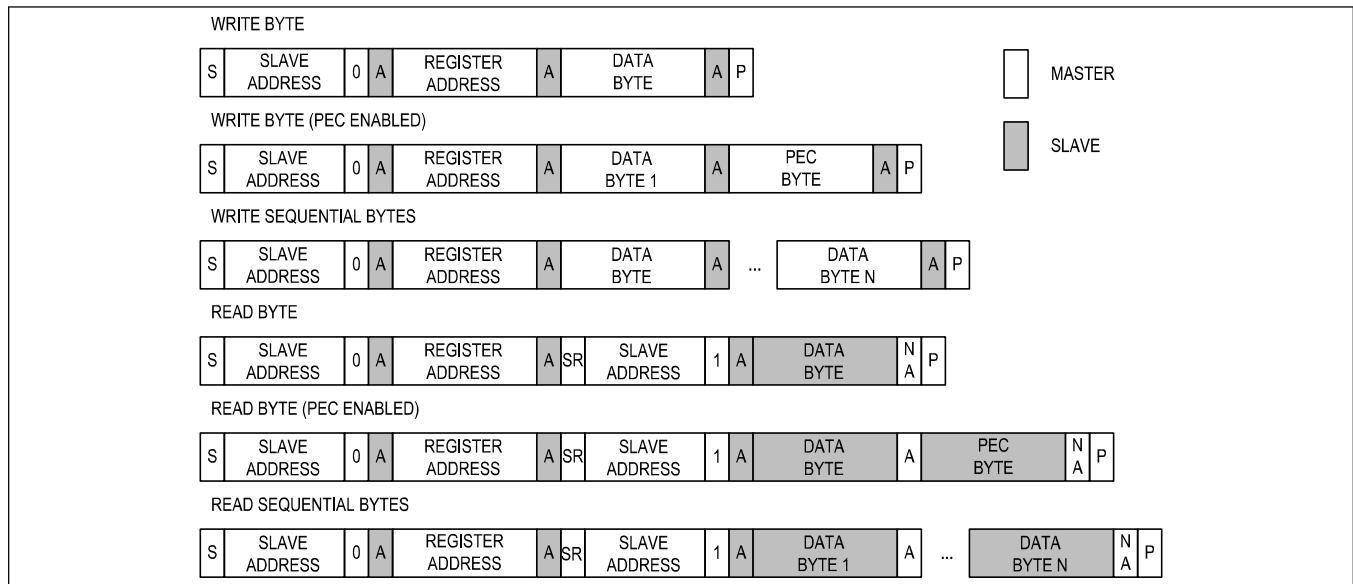 WRITE BYTE
S SLAVE ADDRESS 0 A REGISTER ADDRESS A DATA BYTE A P
MASTER
WRITE BYTE (PEC ENABLED)
SLAVE
S SLAVE ADDRESS 0 A REGISTER ADDRESS A DATA BYTE 1 A PEC BYTE A P
WRITE SEQUENTIAL BYTES
S SLAVE ADDRESS 0 A REGISTER ADDRESS A DATA BYTE A ... DATA BYTE N A P
READ BYTE
S SLAVE ADDRESS 0 A REGISTER ADDRESS A SR SLAVE ADDRESS 1 A DATA BYTE NA P
READ BYTE (PEC ENABLED)
S SLAVE ADDRESS 0 A REGISTER ADDRESS A SR SLAVE ADDRESS 1 A DATA BYTE A PEC BYTE NA P
READ SEQUENTIAL BYTES
S SLAVE ADDRESS 0 A REGISTER ADDRESS A SR SLAVE ADDRESS 1 A DATA BYTE 1 A ... DATA BYTE N NA P